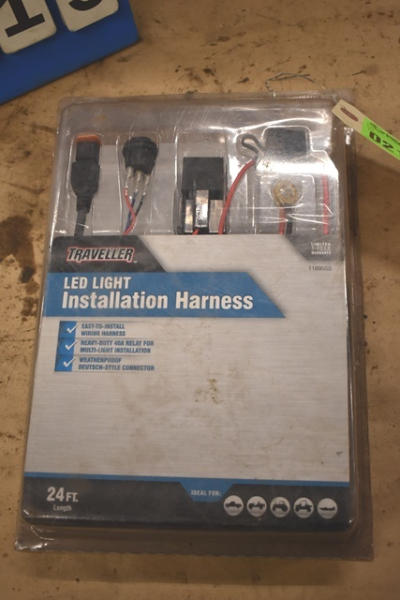 TRAVELLER
LED LIGHT
Installation Harness
EASY-TO-INSTALL
WIRING HARNESS
HEAVY-DUTY 40A RELAY FOR
MULTI-LIGHT INSTALLATION
WEATHERPROOF
DEUTSCH-STYLE CONNECTOR
24 FT.
Length
IDEAL FOR: